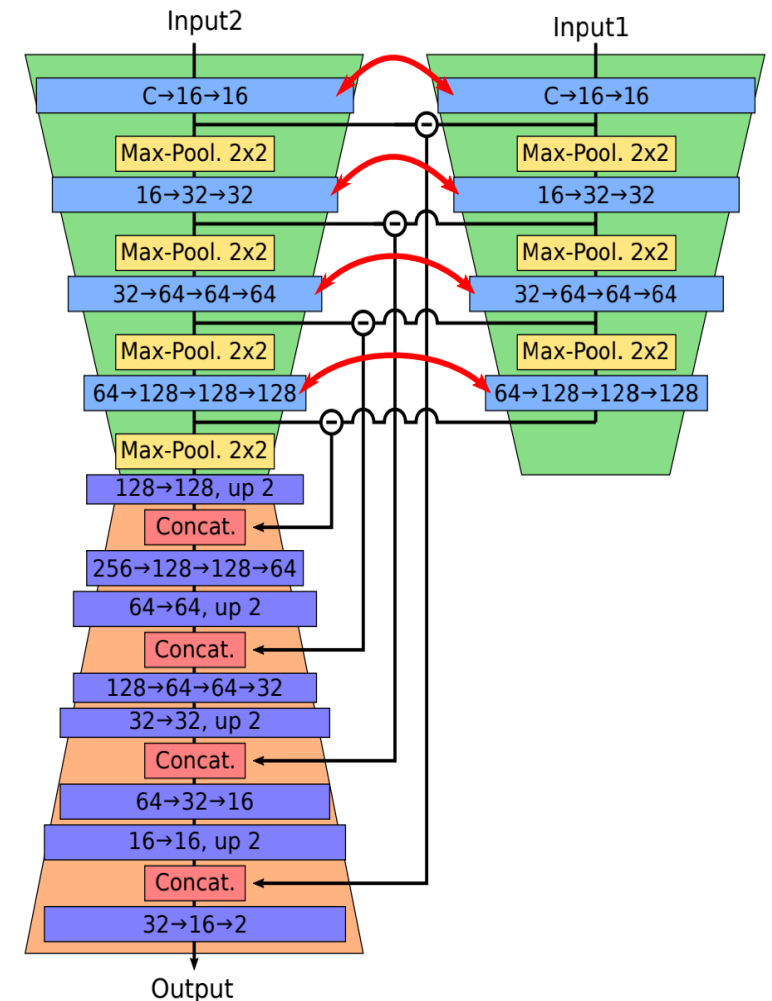 Input2
Input1
C→16→16
C→16→16
-
Max-Pool. 2x2
Max-Pool. 2x2
16→32→32
16→32→32
-
Max-Pool. 2x2
Max-Pool. 2x2
32→64→64→64
32→64→64→64
-
Max-Pool. 2x2
Max-Pool. 2x2
64→128→128→128
64→128→128→128
-
Max-Pool. 2x2
128→128, up 2
Concat.
256→128→128→64
64→64, up 2
Concat.
128→64→64→32
32→32, up 2
Concat.
64→32→16
16→16, up 2
Concat.
32→16→2
Output